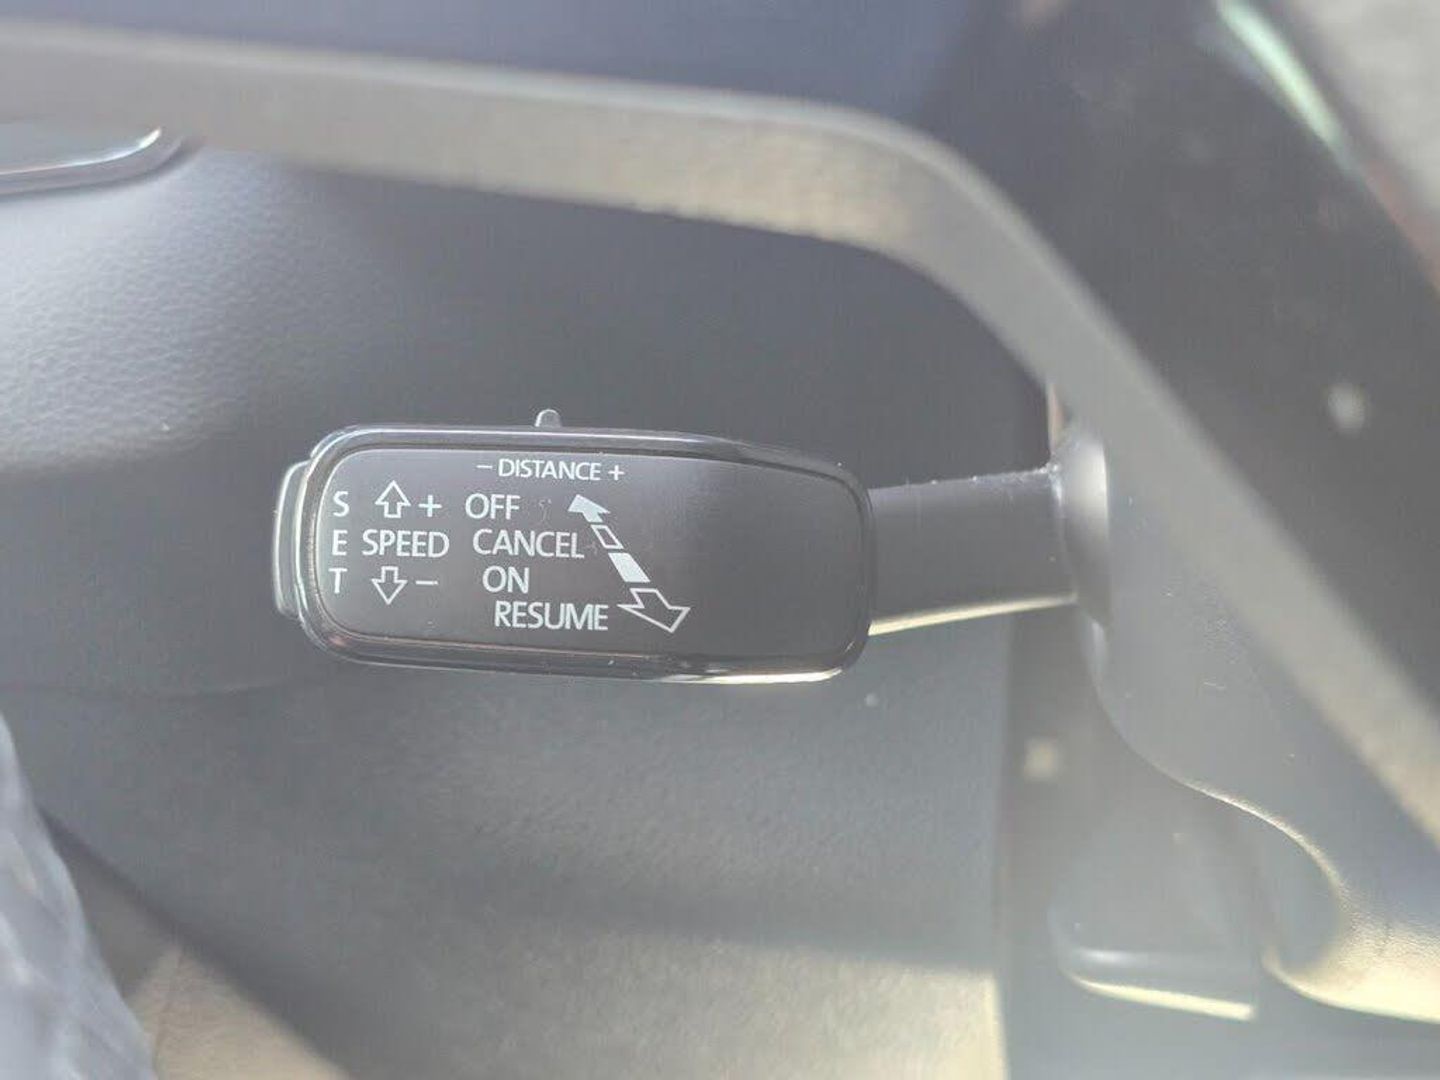 − DISTANCE +
S + OFF
E SPEED CANCEL
T − ON
RESUME